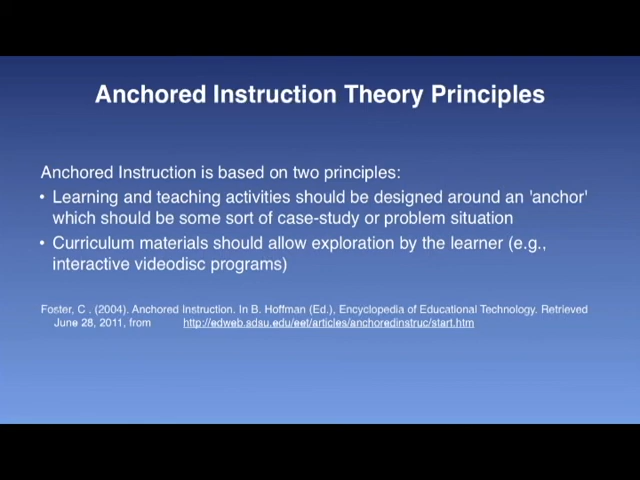 Anchored Instruction Theory Principles
Anchored Instruction is based on two principles:
• Learning and teaching activities should be designed around an 'anchor'
which should be some sort of case-study or problem situation
• Curriculum materials should allow exploration by the learner (e.g.,
interactive videodisc programs)
Foster, C . (2004). Anchored Instruction. In B. Hoffman (Ed.), Encyclopedia of Educational Technology. Retrieved
June 28, 2011, from http://edweb.sdsu.edu/eet/articles/anchoredinstruc/start.htm